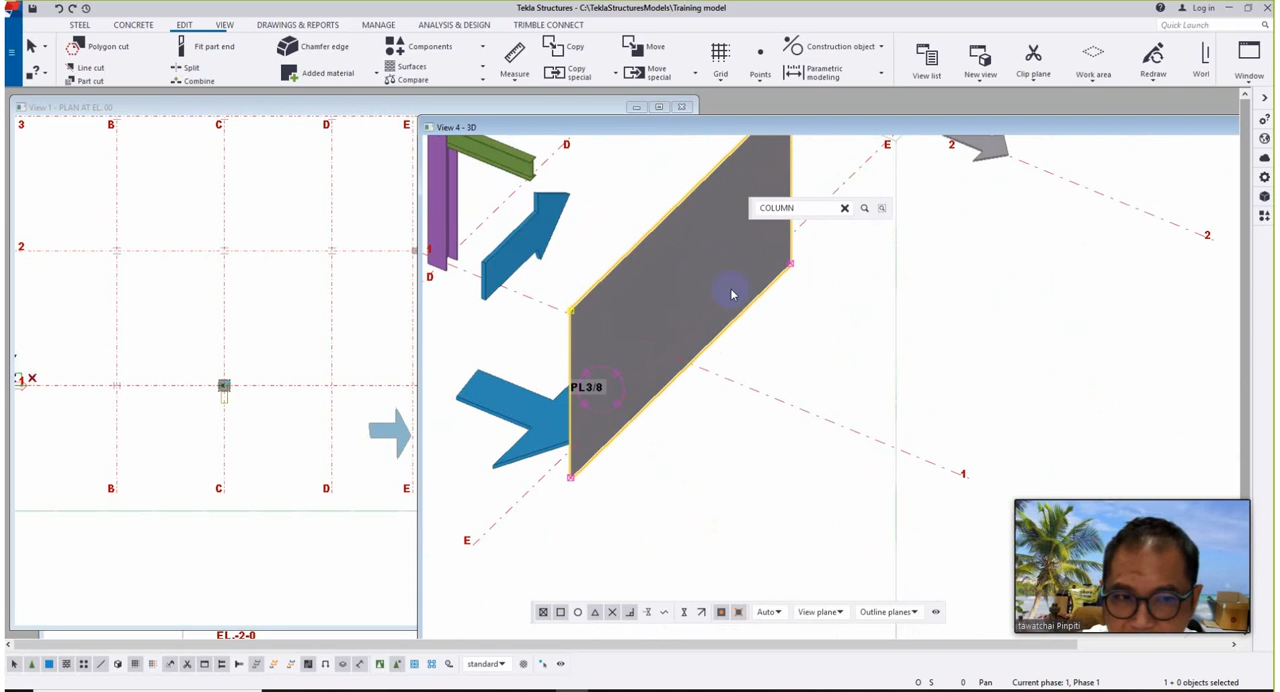 Tekla Structures - C:\TeklaStructuresModels\Training model
Log in
STEEL CONCRETE EDIT VIEW DRAWINGS & REPORTS MANAGE ANALYSIS & DESIGN TRIMBLE CONNECT
Quick Launch
Polygon cut
Line cut
Part cut
Fit part end
Split
Combine
Chamfer edge
Added material
Components
Surfaces
Compare
Measure
Copy
Copy special
Move
Move special
Grid
Points
Construction object
Parametric modeling
View list
New view
Clip plane
Work area
Redraw
Worl
Window
View 1 - PLAN AT EL. 00
3 B C D E
2
1 X
B C D E
EL.-2-0
View 4 - 3D
D E 2
COLUMN
2
1
D
PL3/8
1
E
Auto
View plane
Outline planes
tawatchai Pinpiti
standard
O S 0 Pan Current phase: 1, Phase 1 1 + 0 objects selected